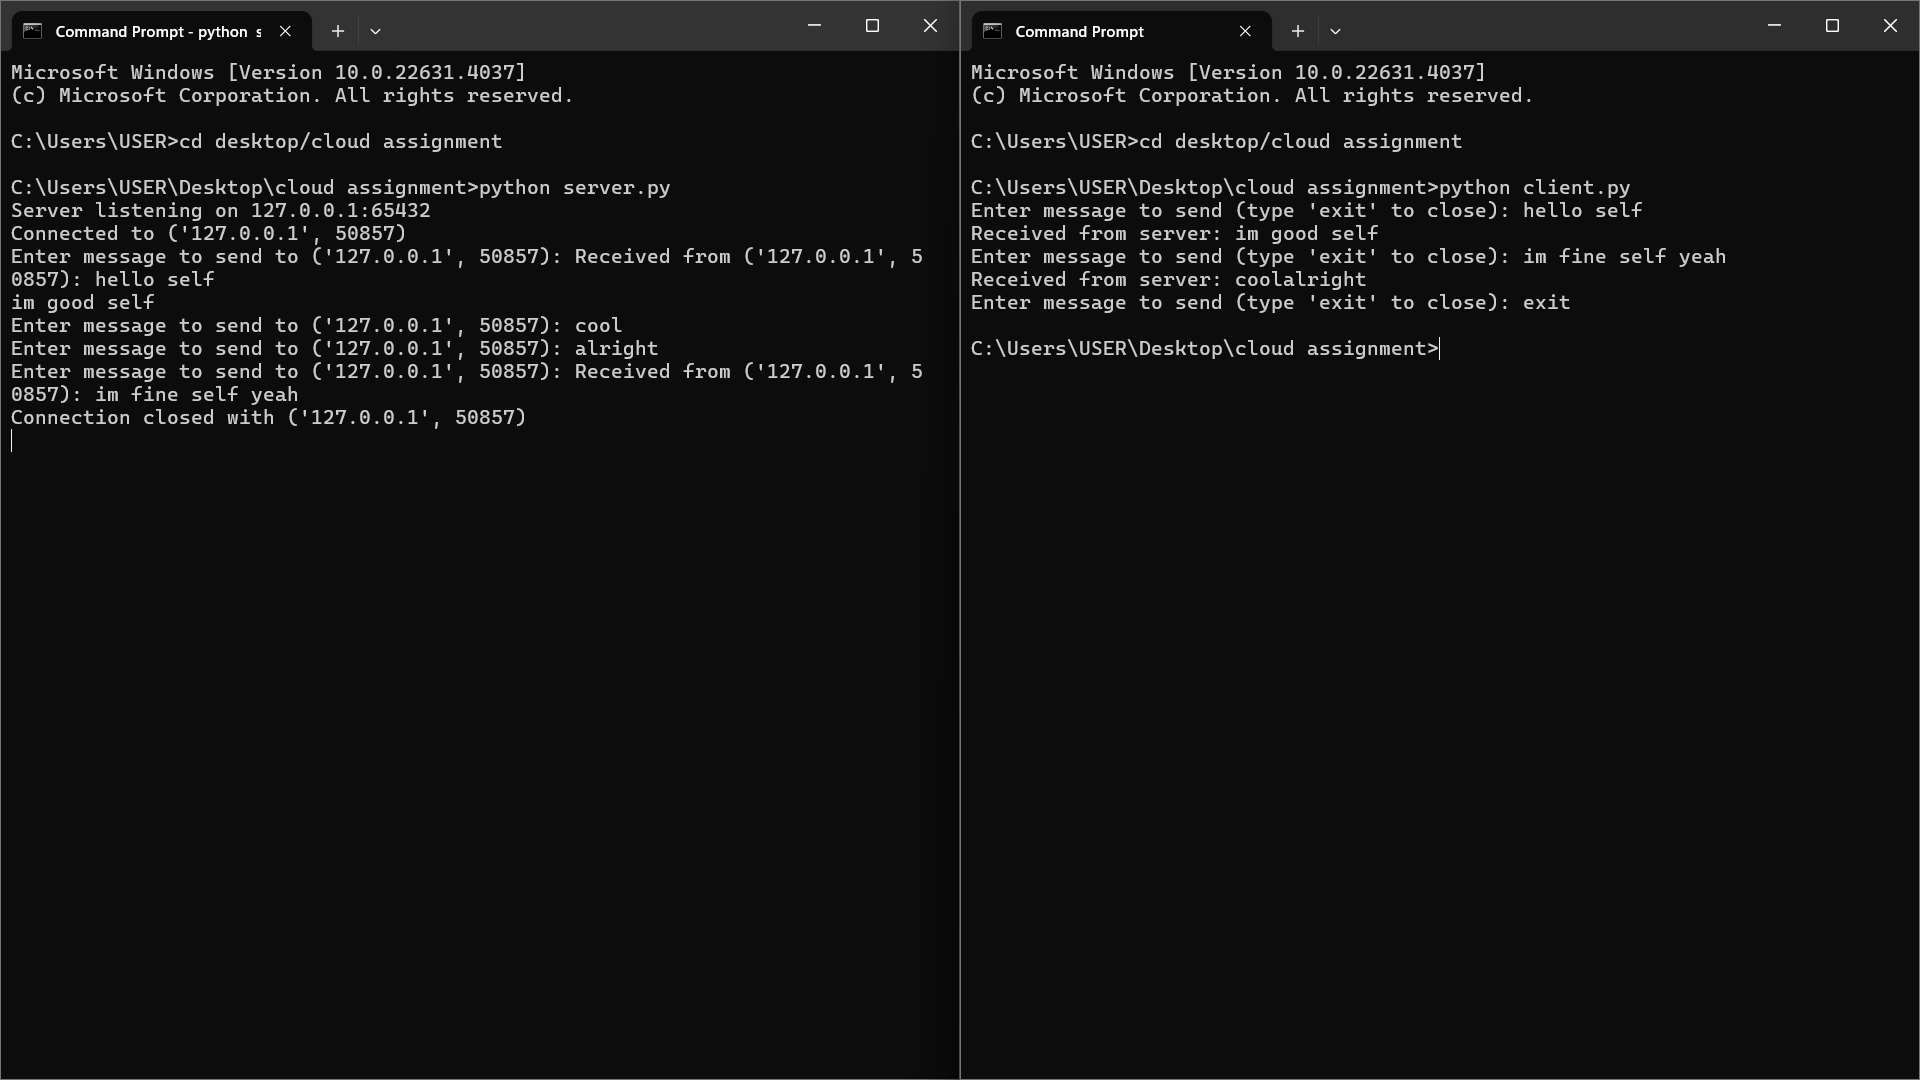 Command Prompt - python s
Microsoft Windows [Version 10.0.22631.4037]
(c) Microsoft Corporation. All rights reserved.
C:\Users\USER>cd desktop/cloud assignment
C:\Users\USER\Desktop\cloud assignment>python server.py
Server listening on 127.0.0.1:65432
Connected to ('127.0.0.1', 50857)
Enter message to send to ('127.0.0.1', 50857): Received from ('127.0.0.1', 5
0857): hello self
im good self
Enter message to send to ('127.0.0.1', 50857): cool
Enter message to send to ('127.0.0.1', 50857): alright
Enter message to send to ('127.0.0.1', 50857): Received from ('127.0.0.1', 5
0857): im fine self yeah
Connection closed with ('127.0.0.1', 50857)
Command Prompt
Microsoft Windows [Version 10.0.22631.4037]
(c) Microsoft Corporation. All rights reserved.
C:\Users\USER>cd desktop/cloud assignment
C:\Users\USER\Desktop\cloud assignment>python client.py
Enter message to send (type 'exit' to close): hello self
Received from server: im good self
Enter message to send (type 'exit' to close): im fine self yeah
Received from server: coolalright
Enter message to send (type 'exit' to close): exit
C:\Users\USER\Desktop\cloud assignment>